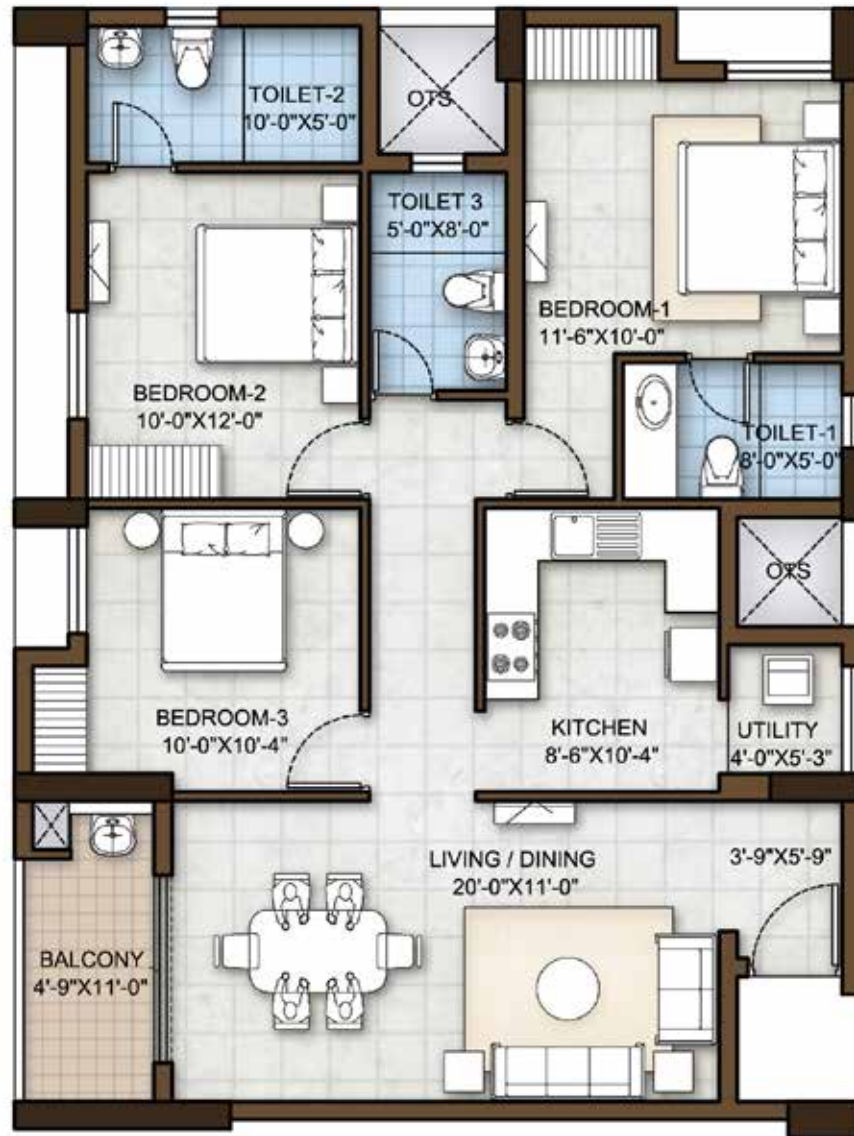 TOILET-2
10'-0"X5'-0"
OTS
TOILET 3
5'-0"X8'-0"
BEDROOM-1
11'-6"X10'-0"
BEDROOM-2
10'-0"X12'-0"
TOILET-1
8'-0"X5'-0"
OTS
BEDROOM-3
10'-0"X10'-4"
KITCHEN
8'-6"X10'-4"
UTILITY
4'-0"X5'-3"
LIVING / DINING
20'-0"X11'-0"
3'-9"X5'-9"
BALCONY
4'-9"X11'-0"